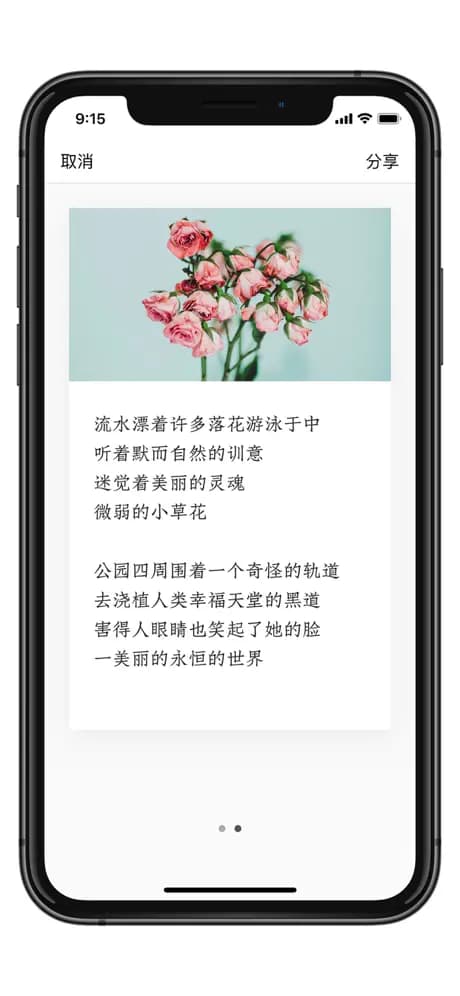 9:15
取消
分享
流水漂着许多落花游泳于中
听着默而自然的训意
迷觉着美丽的灵魂
微弱的小草花
公园四周围着一个奇怪的轨道
去浇植人类幸福天堂的黑道
害得人眼睛也笑起了她的脸
一美丽的永恒的世界